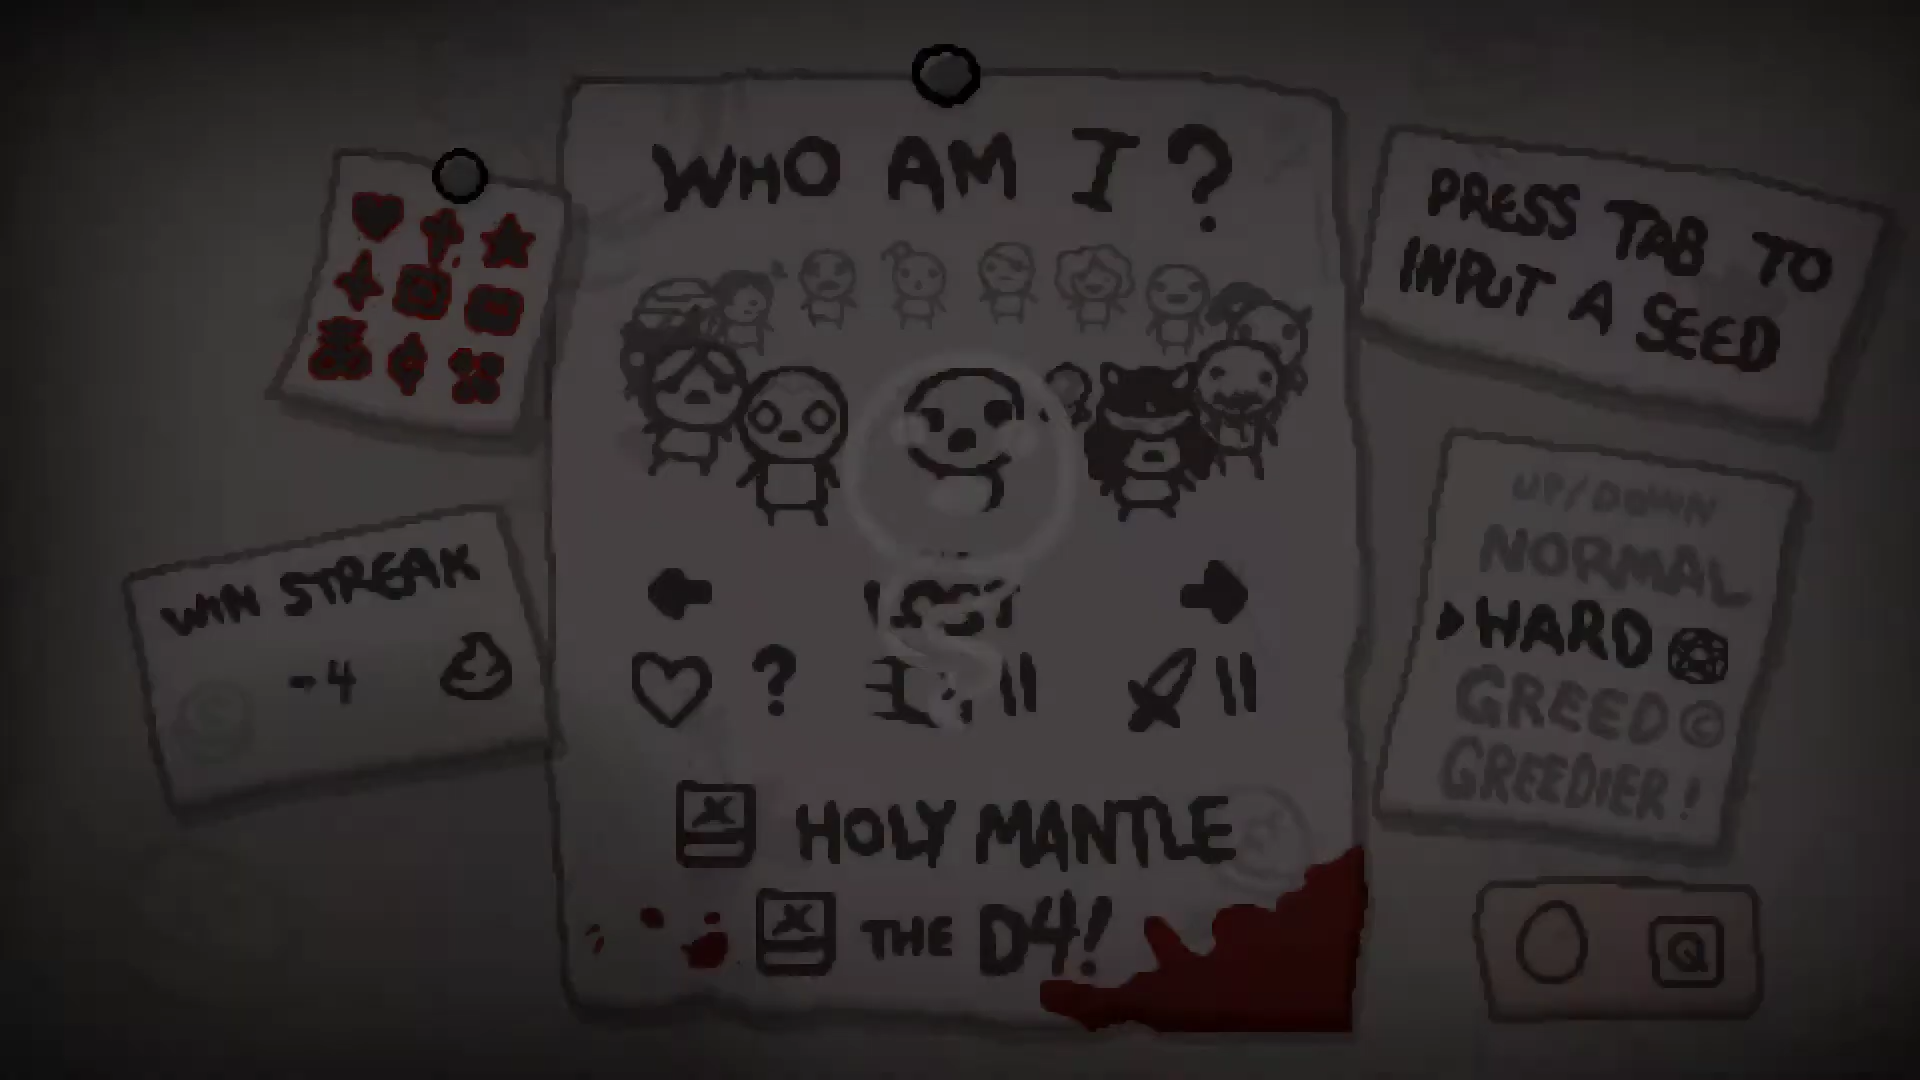 WHO AM I?
PRESS TAB TO
INPUT A SEED
WIN STREAK
-4
LOST
?
HOLY MANTLE
THE D4!
UP/DOWN
NORMAL
HARD
GREED
GREEDIER!
Q